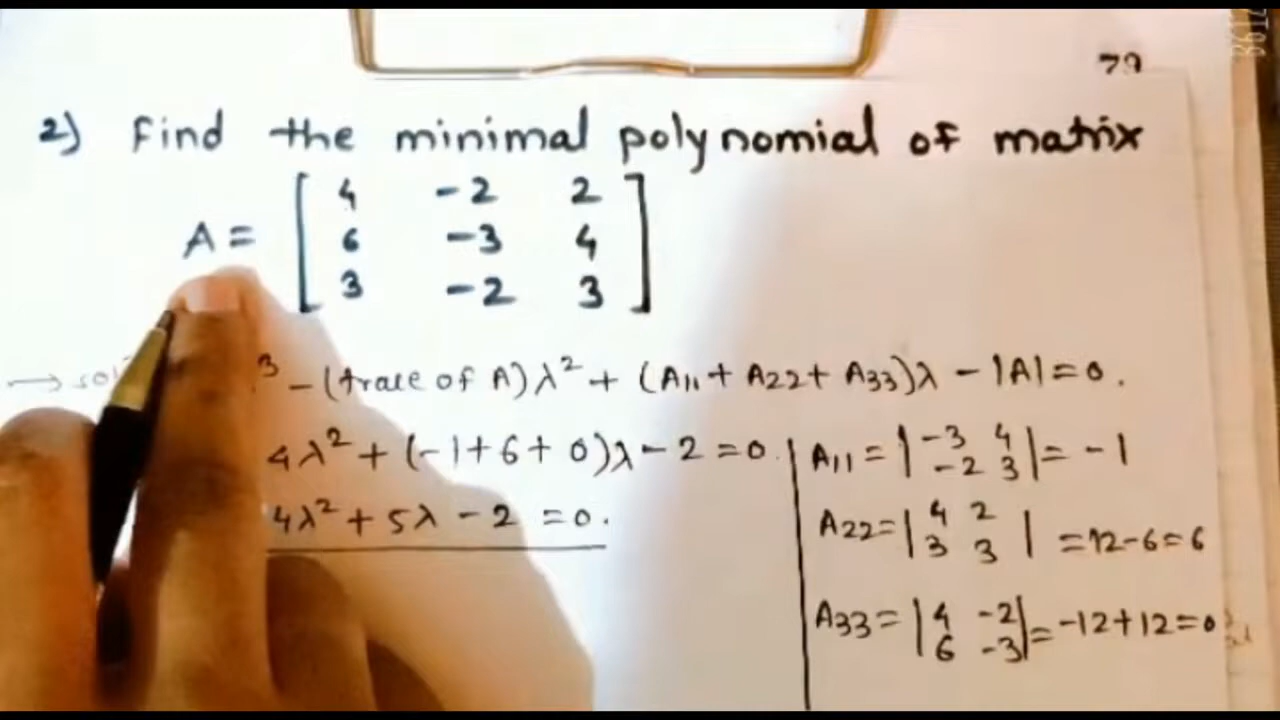 79
2) Find the minimal polynomial of matrix
A = [ 4 -2 2
6 -3 4
3 -2 3 ]
³ - (trace of A)λ² + (A11 + A22 + A33)λ - |A| = 0.
4λ² + (-1+6+0)λ - 2 = 0.
4λ² + 5λ - 2 = 0.
A11 = | -3 4
-2 3 | = -1
A22 = | 4 2
3 3 | = 12-6 = 6
A33 = | 4 -2
6 -3 | = -12+12 = 0